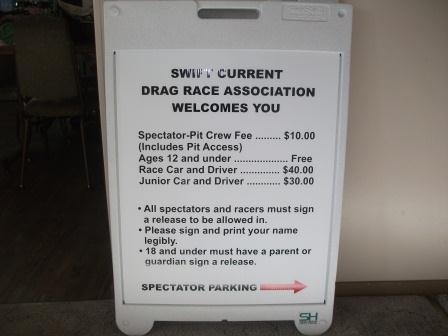 SWIFT CURRENT
DRAG RACE ASSOCIATION
WELCOMES YOU
Spectator-Pit Crew Fee ......... $10.00
(Includes Pit Access)
Ages 12 and under ................... Free
Race Car and Driver ............. $40.00
Junior Car and Driver ............ $30.00
• All spectators and racers must sign
a release to be allowed in.
• Please sign and print your name
legibly.
• 18 and under must have a parent or
guardian sign a release.
SPECTATOR PARKING
SH